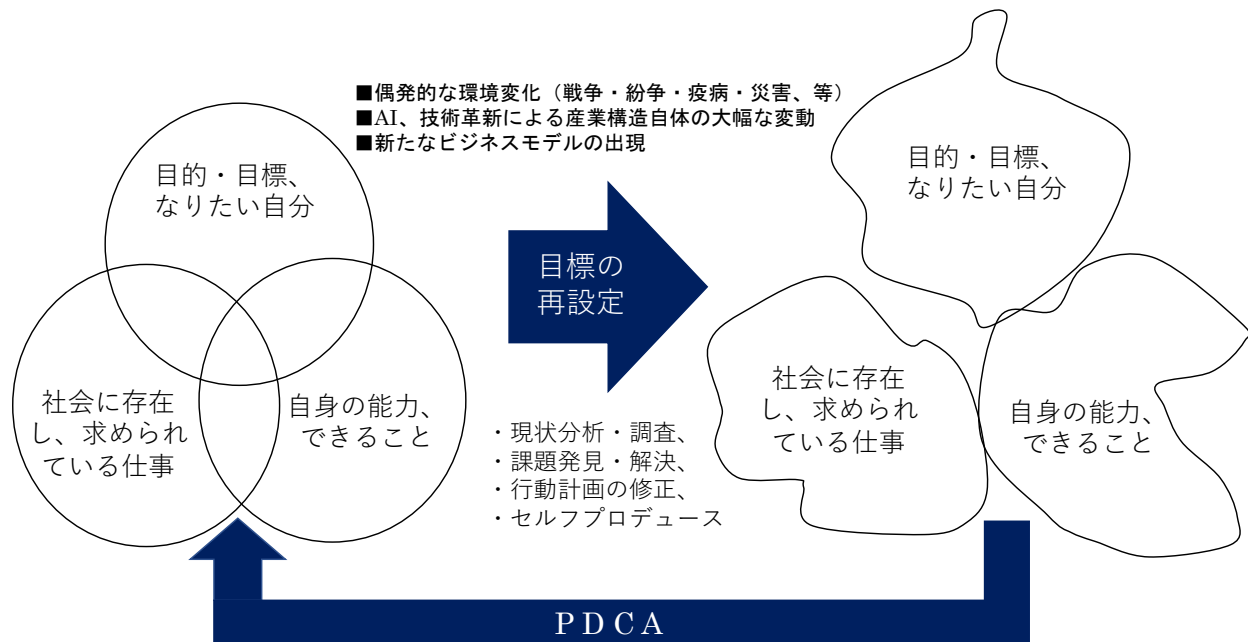 ■偶発的な環境変化（戦争・紛争・疫病・災害、等）
■AI、技術革新による産業構造自体の大幅な変動
■新たなビジネスモデルの出現
目的・目標、
なりたい自分
社会に存在
し、求められ
ている仕事
自身の能力、
できること
目標の
再設定
・現状分析・調査、
・課題発見・解決、
・行動計画の修正、
・セルフプロデュース
目的・目標、
なりたい自分
社会に存在
し、求められ
ている仕事
自身の能力、
できること
PDCA